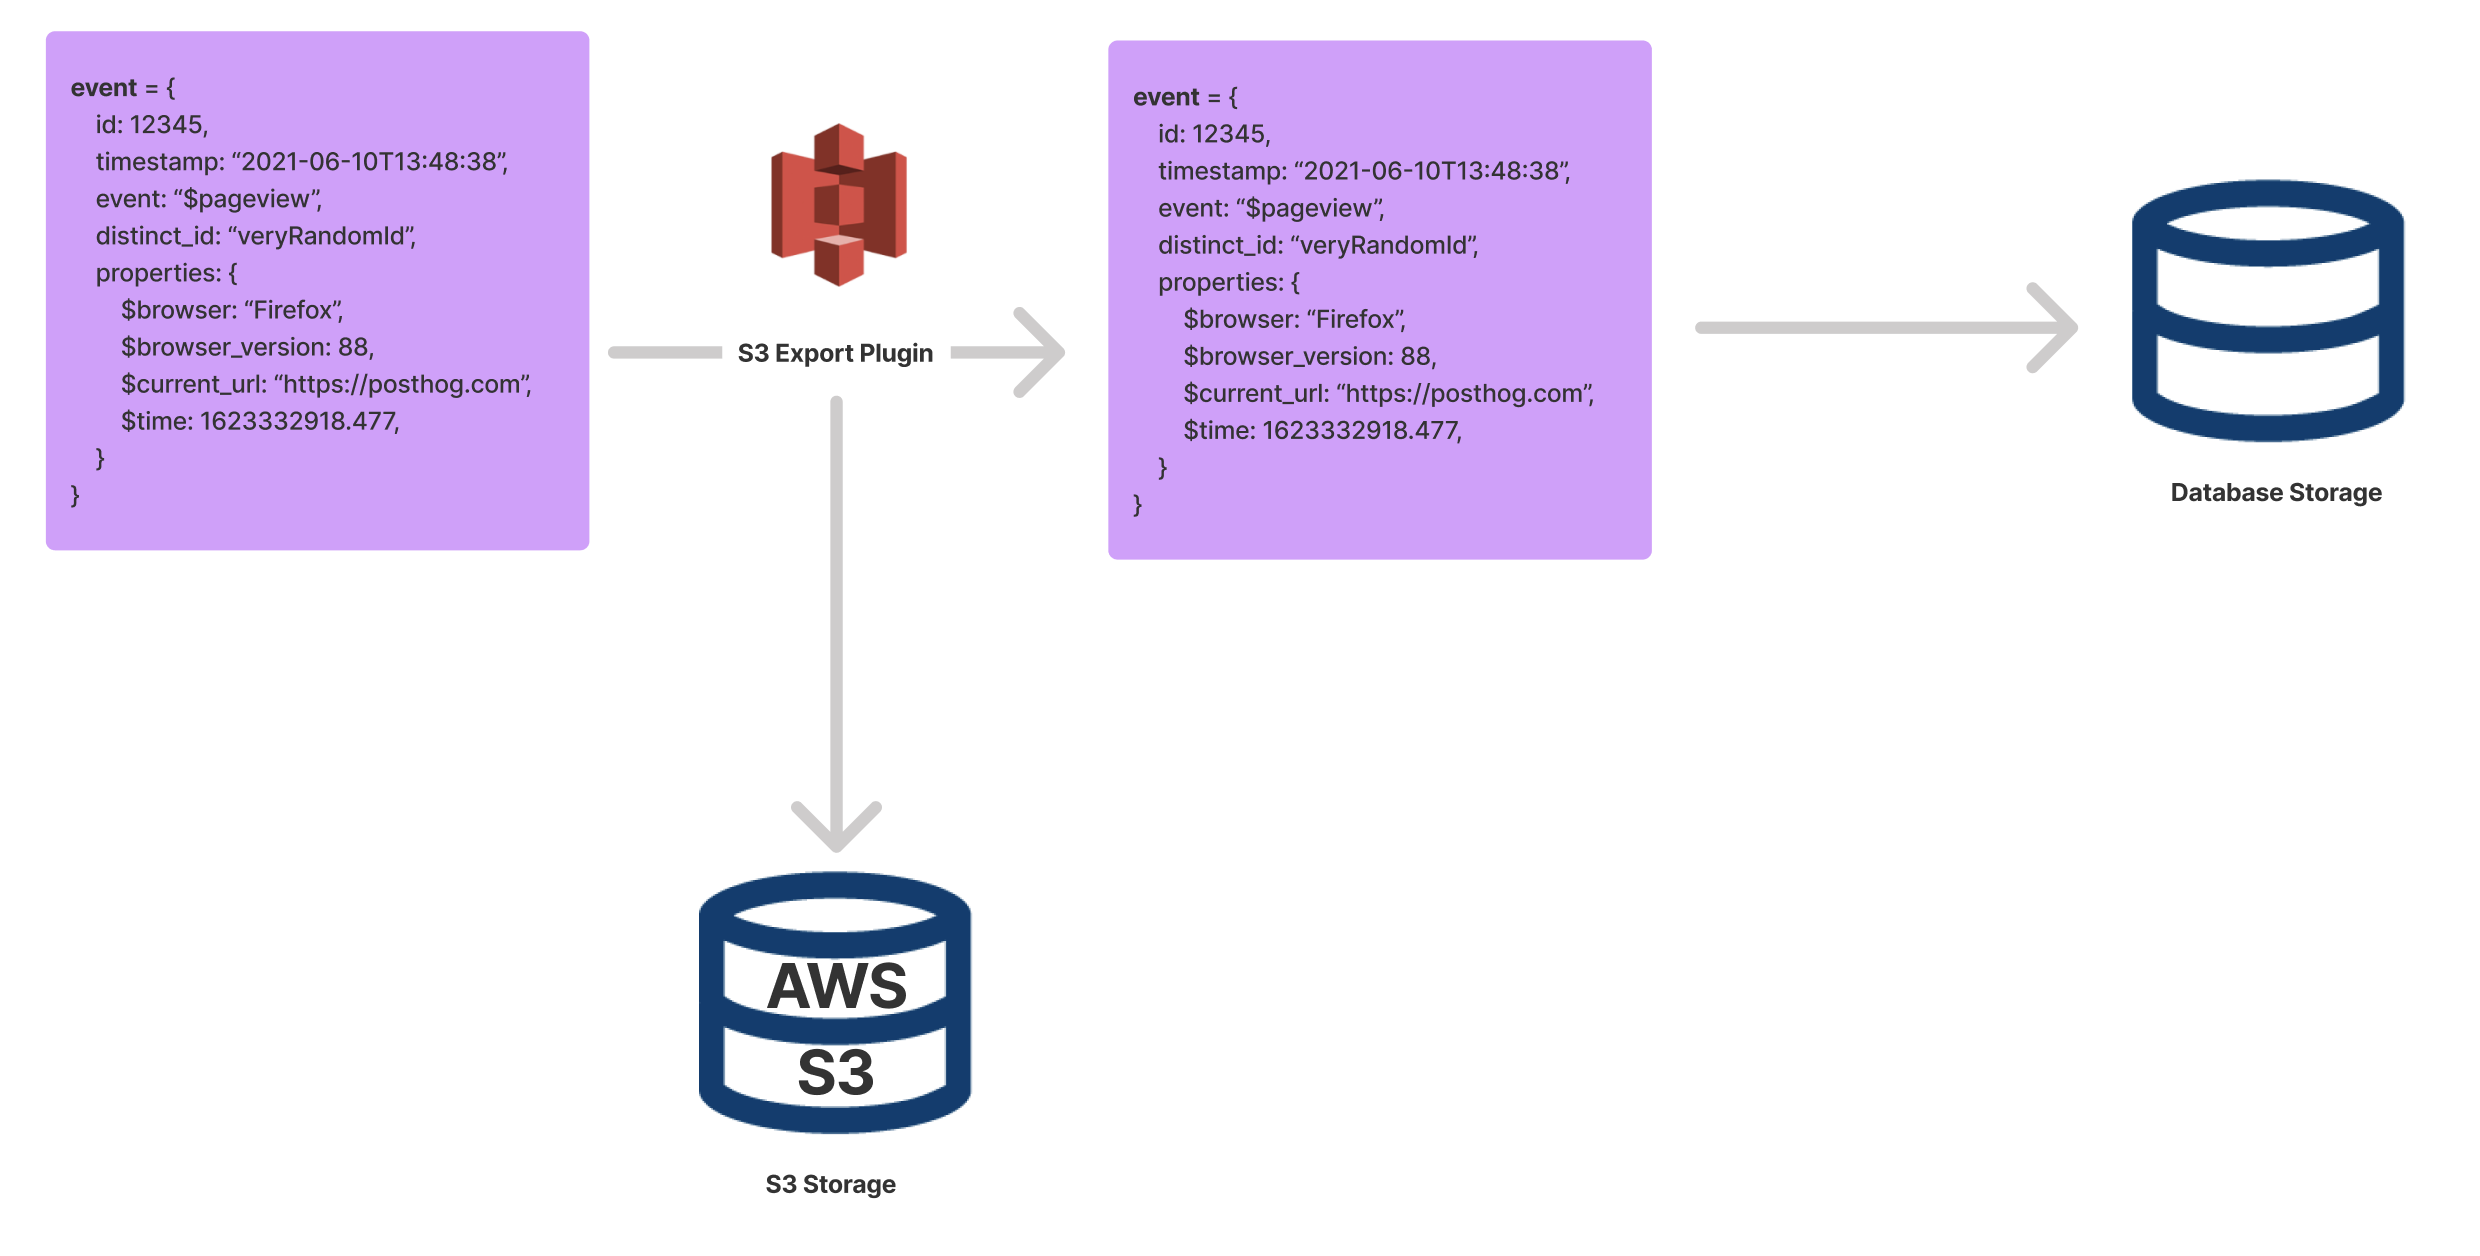 event = {
id: 12345,
timestamp: “2021-06-10T13:48:38”,
event: “$pageview”,
distinct_id: “veryRandomId”,
properties: {
$browser: “Firefox”,
$browser_version: 88,
$current_url: “https://posthog.com”,
$time: 1623332918.477,
}
}
S3 Export Plugin
event = {
id: 12345,
timestamp: “2021-06-10T13:48:38”,
event: “$pageview”,
distinct_id: “veryRandomId”,
properties: {
$browser: “Firefox”,
$browser_version: 88,
$current_url: “https://posthog.com”,
$time: 1623332918.477,
}
}
Database Storage
AWS
S3
S3 Storage